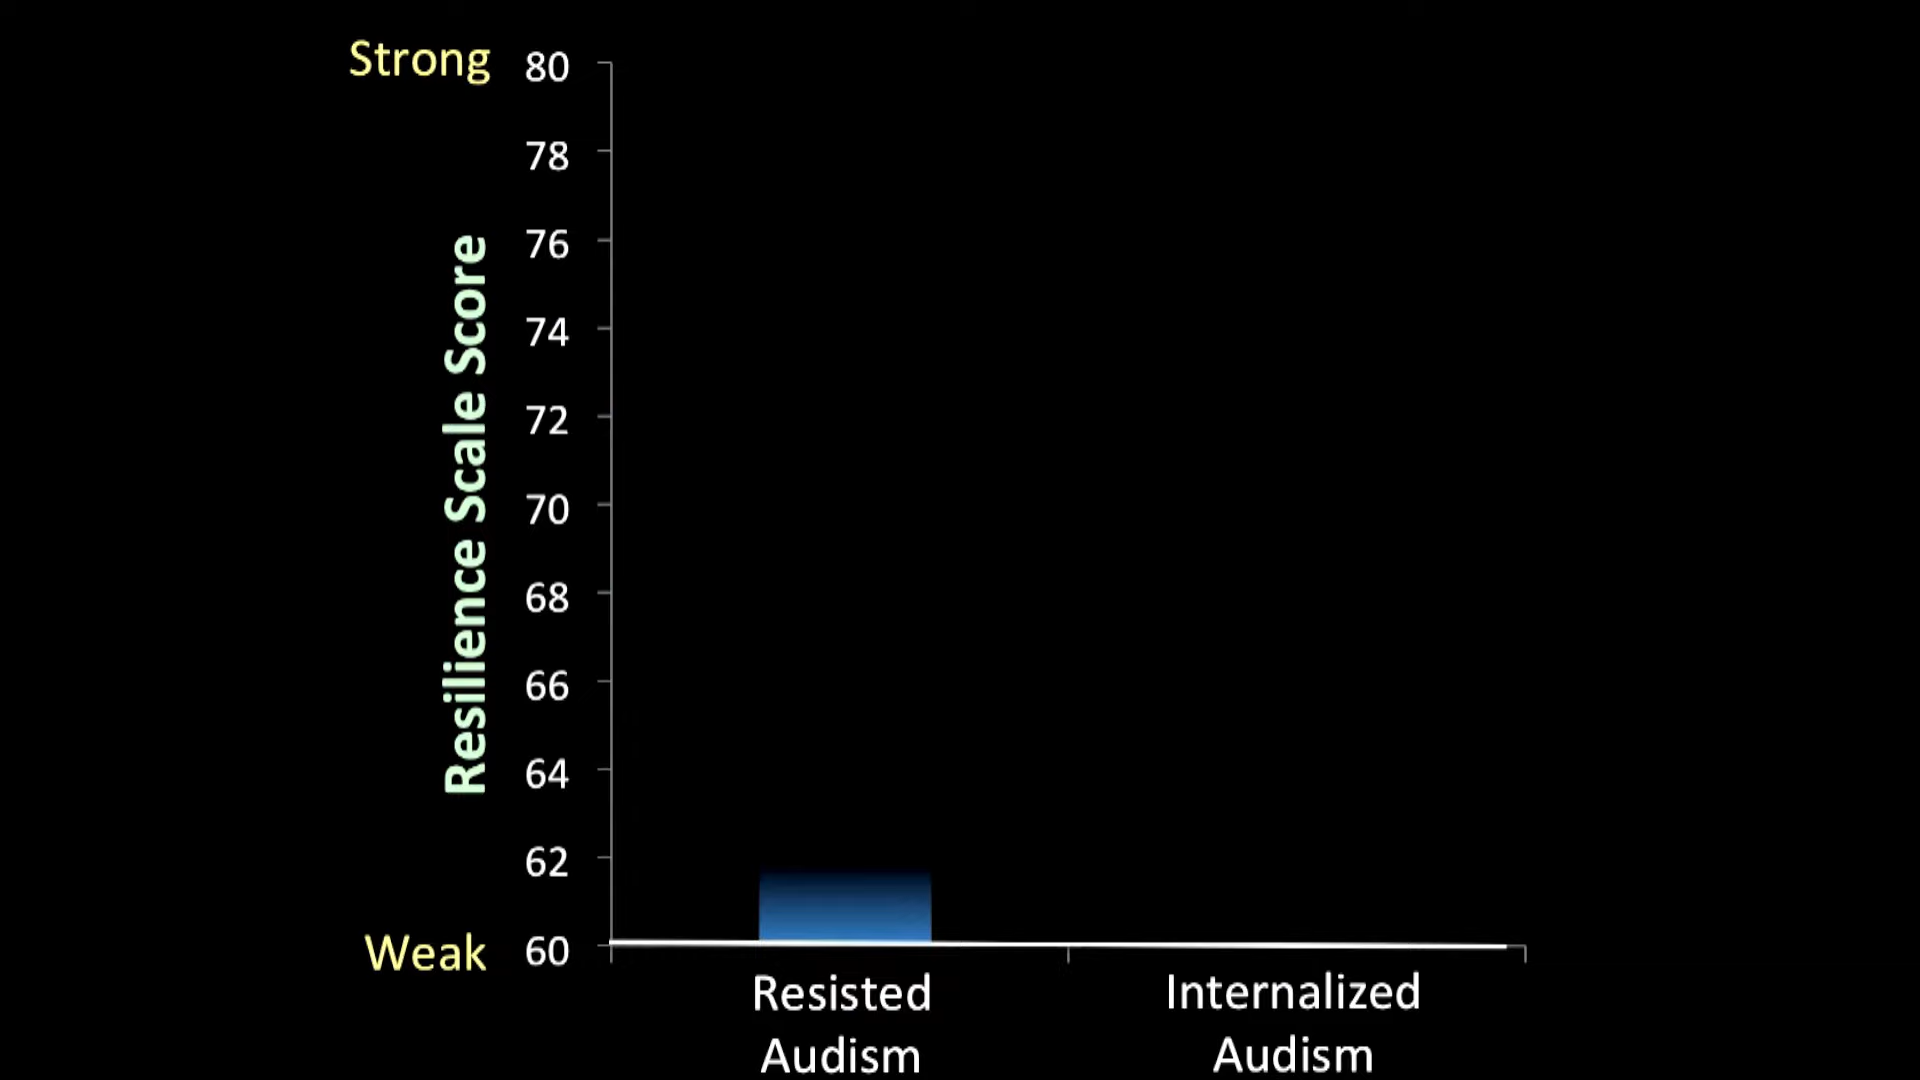 Strong 80
78
76
74
72
70
68
66
64
62
Weak 60
Resilience Scale Score
Resisted
Audism
Internalized
Audism